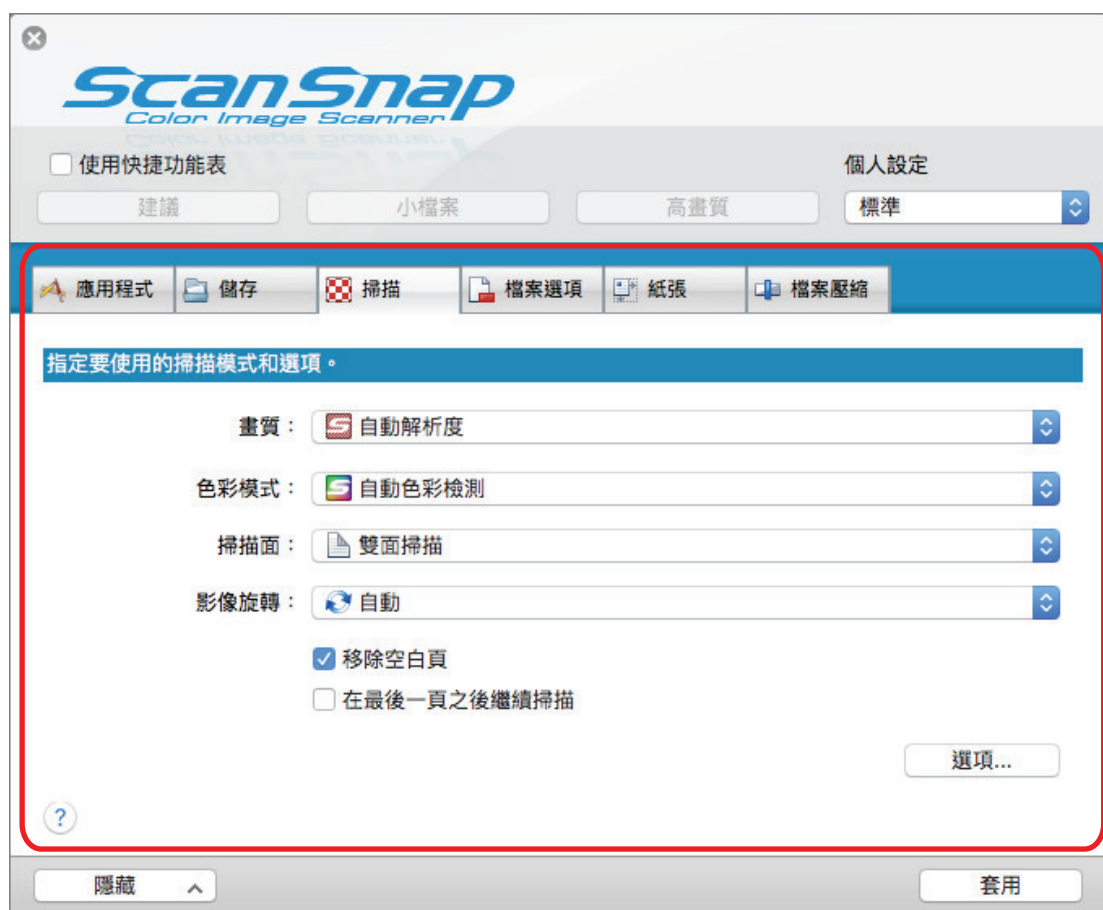 ScanSnap
Color Image Scanner
使用快捷功能表
個人設定
建議 小檔案 高畫質 標準
應用程式 儲存 掃描 檔案選項 紙張 檔案壓縮
指定要使用的掃描模式和選項。
畫質： 自動解析度
色彩模式： 自動色彩檢測
掃描面： 雙面掃描
影像旋轉： 自動
移除空白頁
在最後一頁之後繼續掃描
選項...
?
隱藏 套用